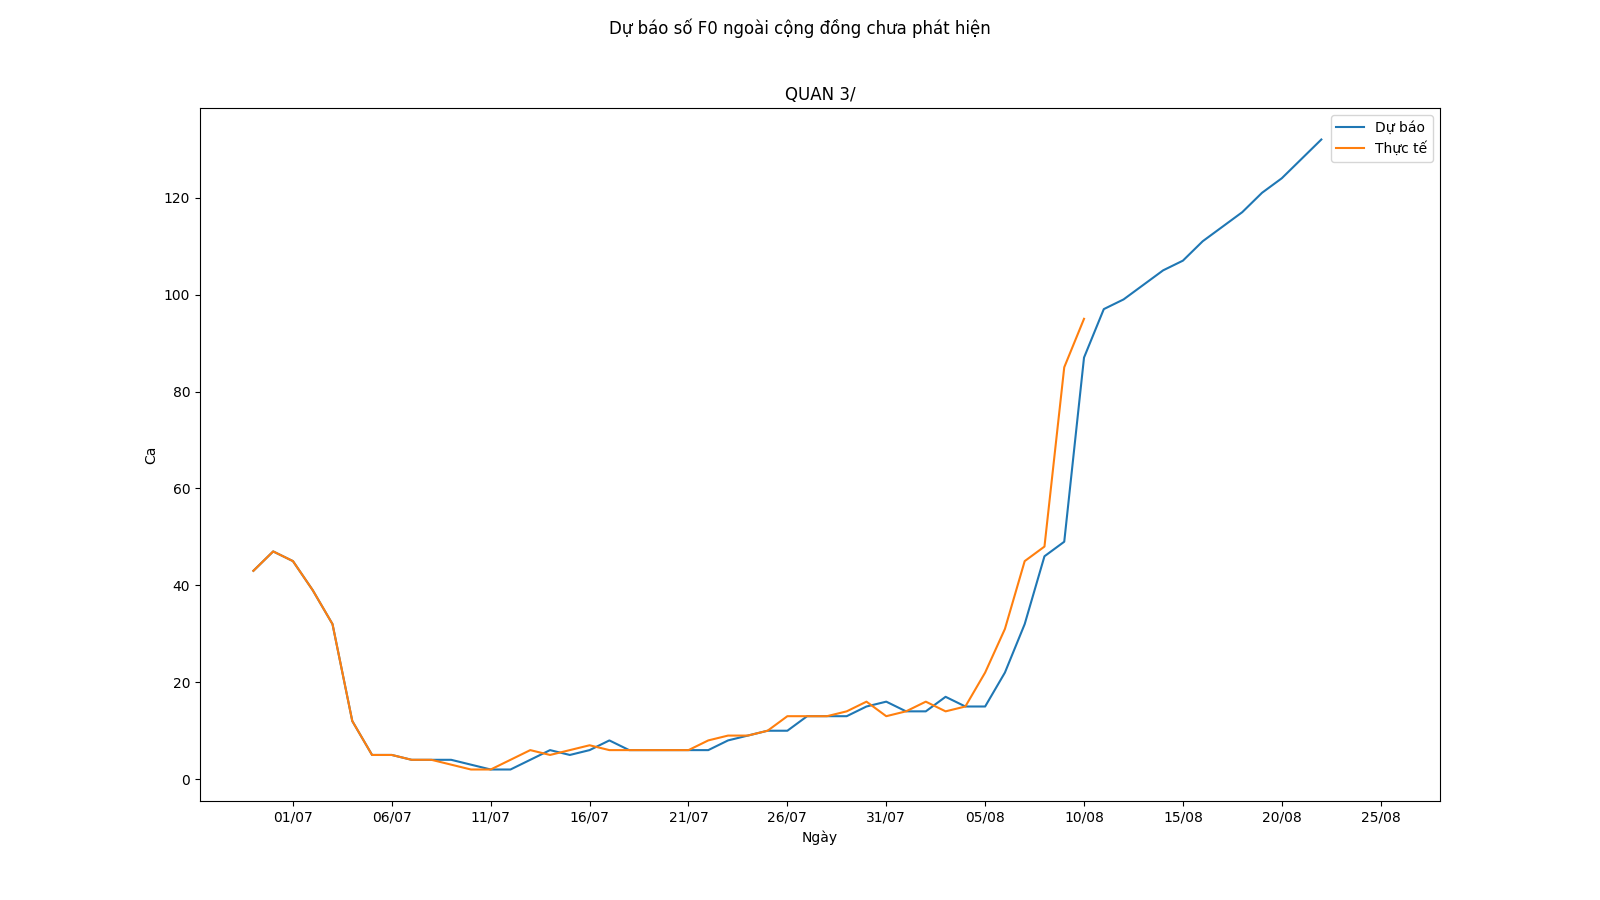 Dự báo số F0 ngoài cộng đồng chưa phát hiện
QUAN 3/
Dự báo
Thực tế
120
100
80
60
40
20
0
Ca
01/07 06/07 11/07 16/07 21/07 26/07 31/07 05/08 10/08 15/08 20/08 25/08
Ngày